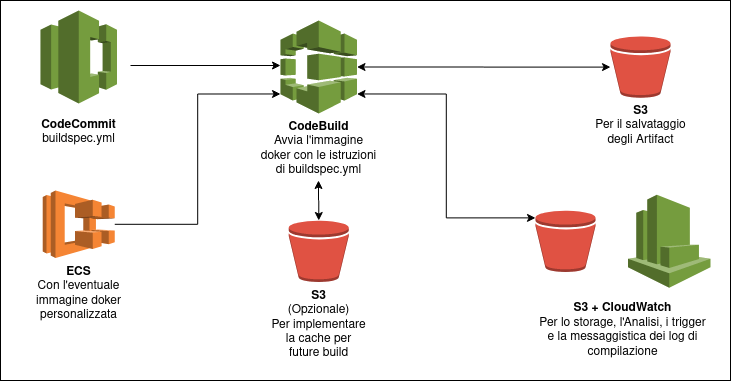 CodeCommit
buildspec.yml
CodeBuild
Avvia l'immagine
doker con le istruzioni
di buildspec.yml
S3
Per il salvataggio
degli Artifact
ECS
Con l'eventuale
immagine doker
personalizzata
S3
(Opzionale)
Per implementare
la cache per
future build
S3 + CloudWatch
Per lo storage, l'Analisi, i trigger
e la messaggistica dei log di
compilazione